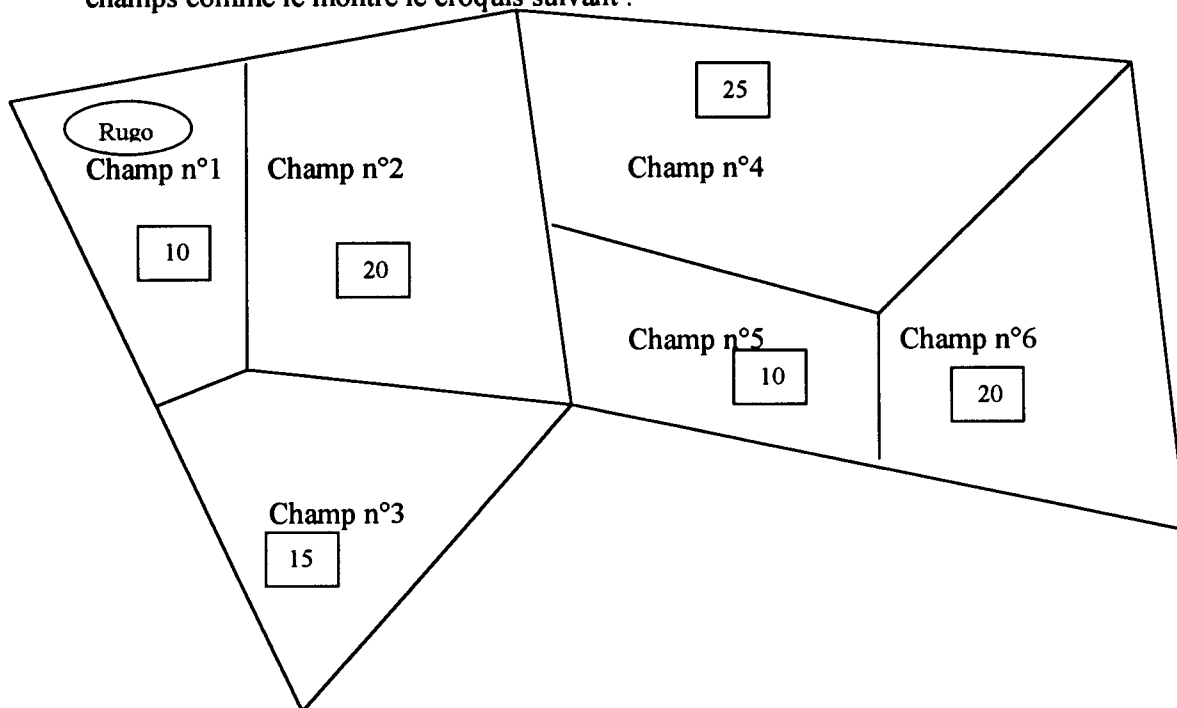 champs comme le montre le croquis suivant :
25
Rugo
Champ n°1 Champ n°2 Champ n°4
10
20
Champ n°5 Champ n°6
10
20
Champ n°3
15